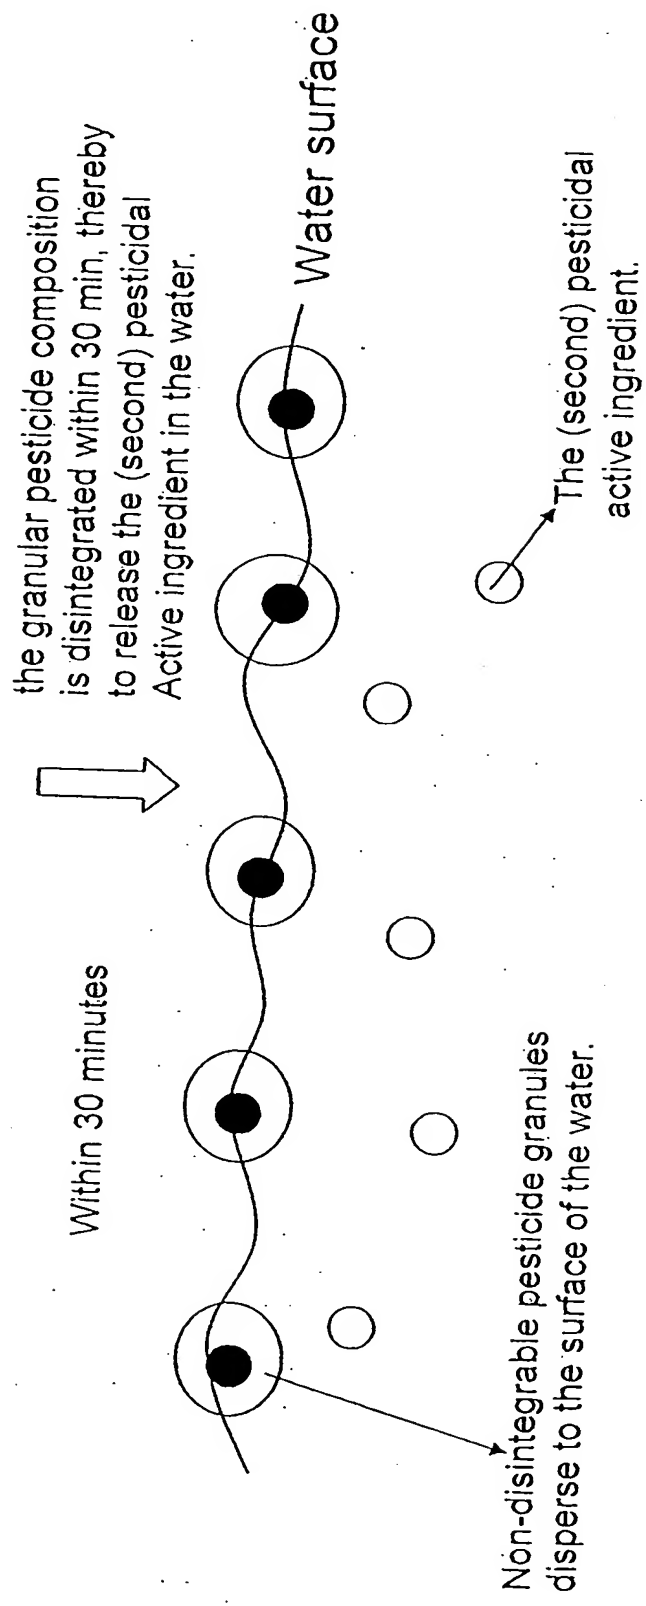 Within 30 minutes
the granular pesticide composition
is disintegrated within 30 min, thereby
to release the (second) pesticidal
Active ingredient in the water.
Water surface
Non-disintegrable pesticide granules
disperse to the surface of the water.
The (second) pesticidal
active ingredient.